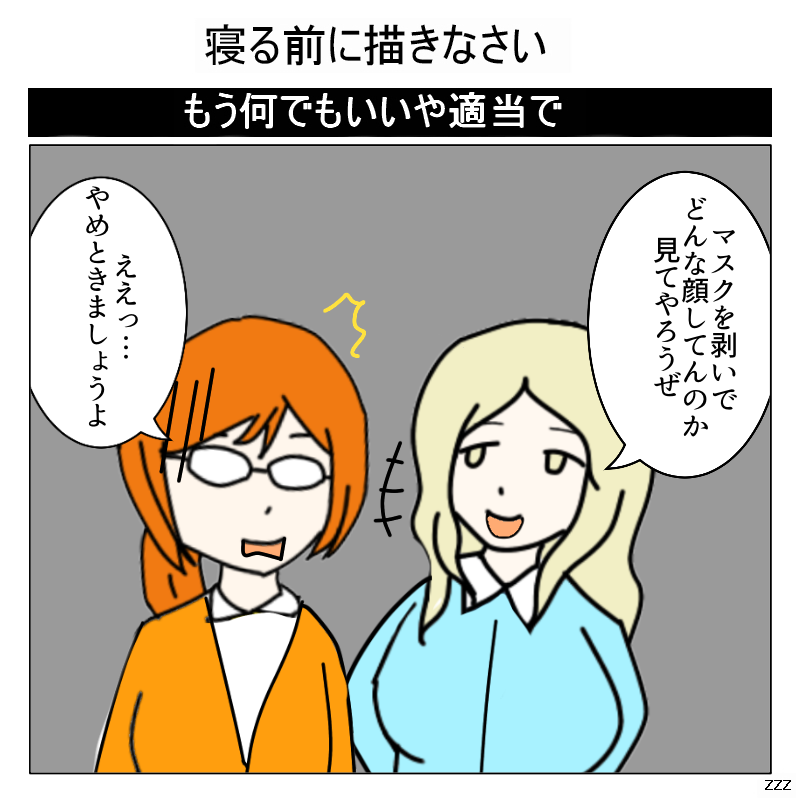 寝る前に描きなさい
もう何でもいいや適当で
マスクを剥いで
どんな顔してんのか
見てやろうぜ
ええっ…
やめときましょうよ
zzz